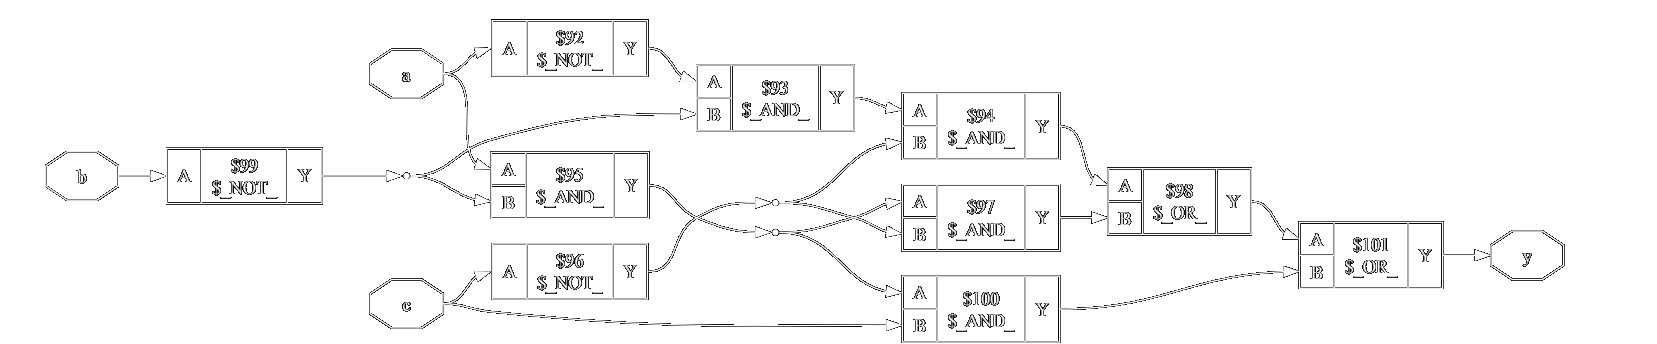 b
A $99 Y
$_NOT_
a
c
A $92 Y
$_NOT_
A $95 Y
B $_AND_
A $96 Y
$_NOT_
A $93 Y
B $_AND_
A $94 Y
B $_AND_
A $97 Y
B $_AND_
A $100 Y
B $_AND_
A $98 Y
B $_OR_
A $101 Y
B $_OR_
y